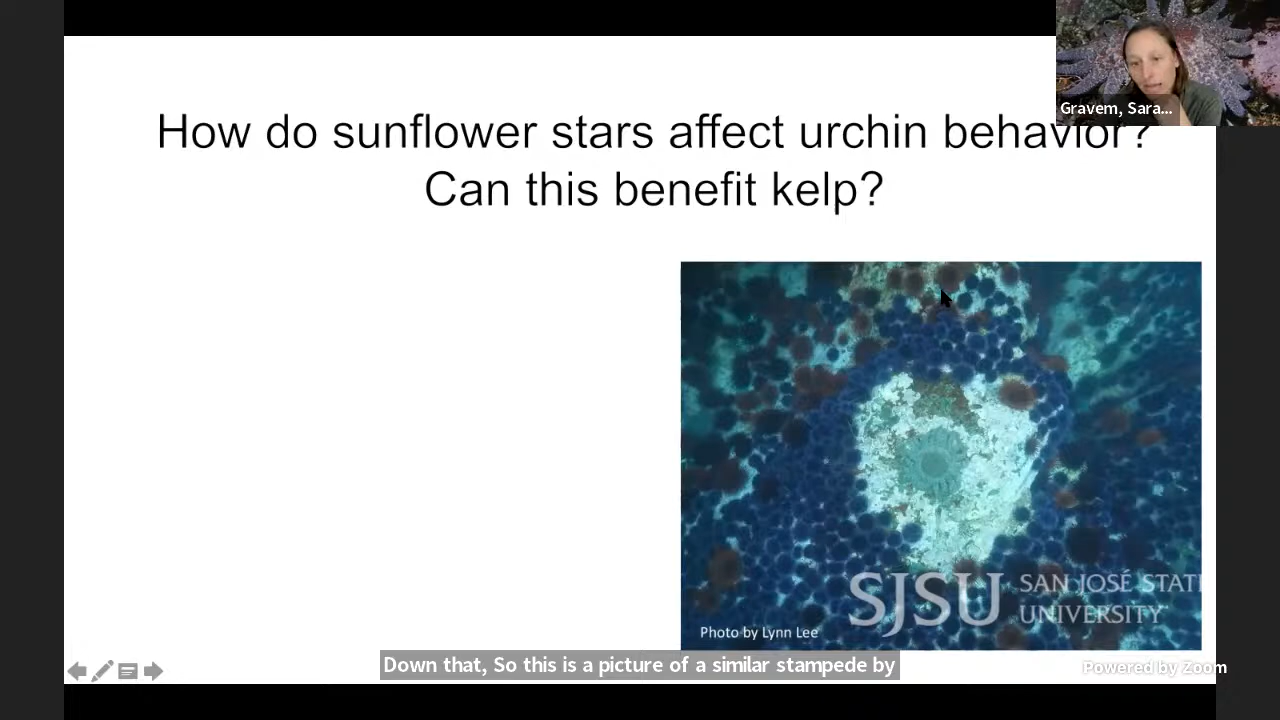 Gravem, Sara...
How do sunflower stars affect urchin behavior?
Can this benefit kelp?
SJSU
SAN JOSÉ STATE
UNIVERSITY
Photo by Lynn Lee
Down that, So this is a picture of a similar stampede by
Powered by Zoom